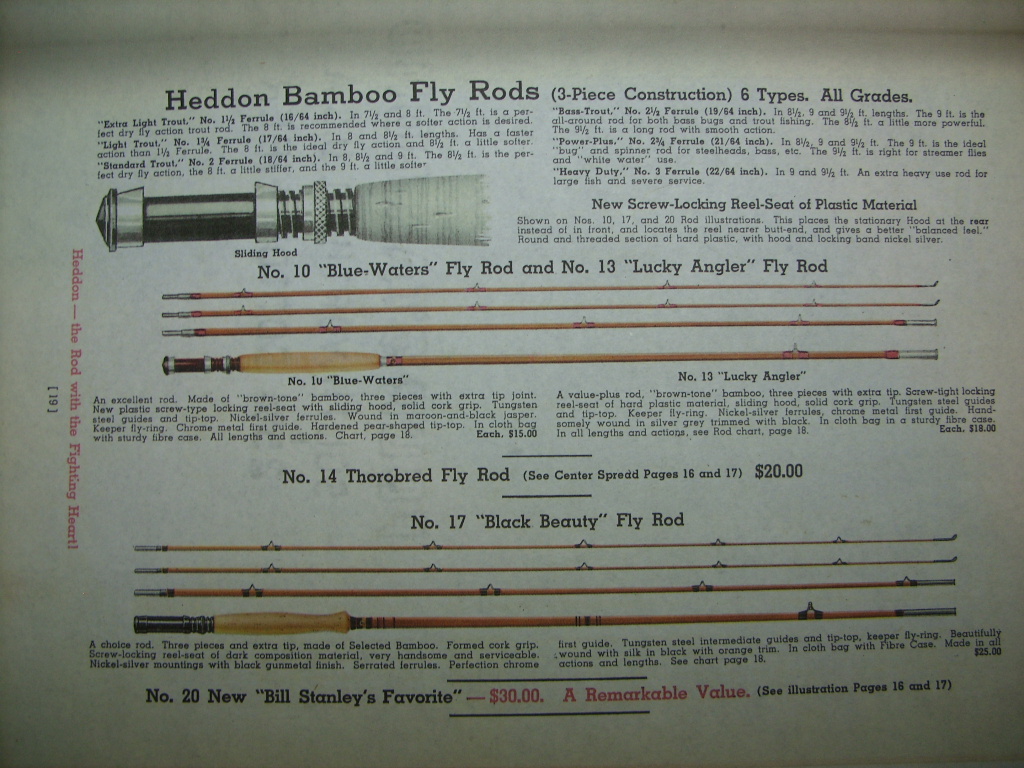 Heddon Bamboo Fly Rods (3-Piece Construction) 6 Types. All Grades.
"Extra Light Trout," No. 1½ Ferrule (16/64 inch). In 7½ and 8 ft. The 7½ ft. is a per-
fect dry fly action trout rod. The 8 ft. is recommended where a softer action is desired.
"Light Trout," No. 1¾ Ferrule (17/64 inch). In 8 and 8½ ft. lengths. Has a faster
action than 1½ Ferrule. The 8 ft. is the ideal dry fly action and 8½ ft. a little softer.
"Standard Trout," No. 2 Ferrule (18/64 inch). In 8, 8½ and 9 ft. The 8½ ft. is the per-
fect dry fly action, the 8 ft. a little stiffer, and the 9 ft. a little softer.
"Bass-Trout," No. 2½ Ferrule (19/64 inch). In 8½, 9 and 9½ ft. lengths. The 9 ft. is the
all-around rod for both bass bugs and trout fishing. The 8½ ft. a little more powerful.
The 9½ ft. is a long rod with smooth action.
"Power-Plus," No. 2¾ Ferrule (21/64 inch). In 8½, 9 and 9½ ft. The 9 ft. is the ideal
"bug" and spinner rod for steelheads, bass, etc. The 9½ ft. is right for streamer flies
and "white water" use.
"Heavy Duty," No. 3 Ferrule (22/64 inch). In 9 and 9½ ft. An extra heavy use rod for
large fish and severe service.
New Screw-Locking Reel-Seat of Plastic Material
Shown on Nos. 10, 17, and 20 Rod illustrations. This places the stationary Hood at the rear
instead of in front, and locates the reel nearer butt-end, and gives a better "balanced feel."
Round and threaded section of hard plastic, with hood and locking band nickel silver.
Sliding Hood
No. 10 "Blue-Waters" Fly Rod and No. 13 "Lucky Angler" Fly Rod
No. 10 "Blue-Waters"
An excellent rod. Made of "brown-tone" bamboo, three pieces with extra tip joint.
New plastic screw-type locking reel-seat with sliding hood, solid cork grip. Tungsten
steel guides and tip-top. Nickel-silver ferrules. Wound in maroon-and-black jasper.
Keeper fly-ring. Chrome metal first guide. Hardened pear-shaped tip-top. In cloth bag
with sturdy fibre case. All lengths and actions. Chart, page 18. Each. $15.00
No. 13 "Lucky Angler"
A value-plus rod, "brown-tone" bamboo, three pieces with extra tip. Screw-tight locking
reel-seat of hard plastic material, sliding hood, solid cork grip. Tungsten steel guides
and tip-top. Keeper fly-ring. Nickel-silver ferrules, chrome metal first guide. Hand-
somely wound in silver grey trimmed with black. In cloth bag in a sturdy fibre case.
In all lengths and actions, see Rod chart, page 18. Each. $18.00
No. 14 Thorobred Fly Rod (See Center Spread Pages 16 and 17) $20.00
No. 17 "Black Beauty" Fly Rod
A choice rod. Three pieces and extra tip, made of Selected Bamboo. Formed cork grip.
Screw-locking reel-seat of dark composition material, very handsome and serviceable.
Nickel-silver mountings with black gunmetal finish. Serrated ferrules. Perfection chrome
first guide. Tungsten steel intermediate guides and tip-top, keeper fly-ring. Beautifully
wound with silk in black with orange trim. In cloth bag with Fibre Case. Made in all
actions and lengths. See chart page 18. $25.00
No. 20 New "Bill Stanley's Favorite" — $30.00. A Remarkable Value. (See illustration Pages 16 and 17)
Heddon — the Rod with the Fighting Heart!
[19]